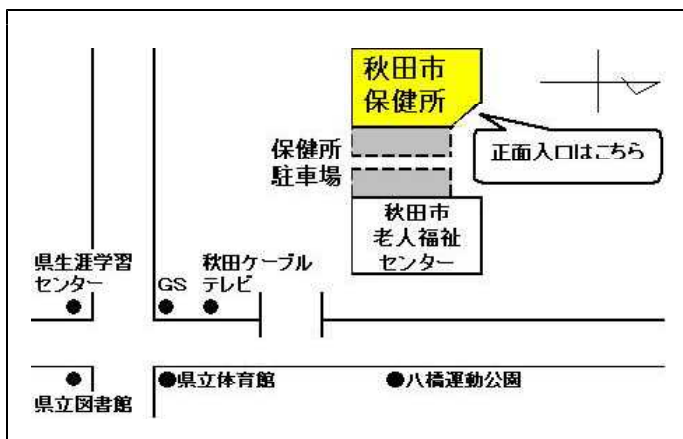 秋田市
保健所
正面入口はこちら
保健所
駐車場
秋田市
老人福祉
センター
県生涯学習
センター
GS
秋田ケーブル
テレビ
県立図書館
県立体育館
八橋運動公園